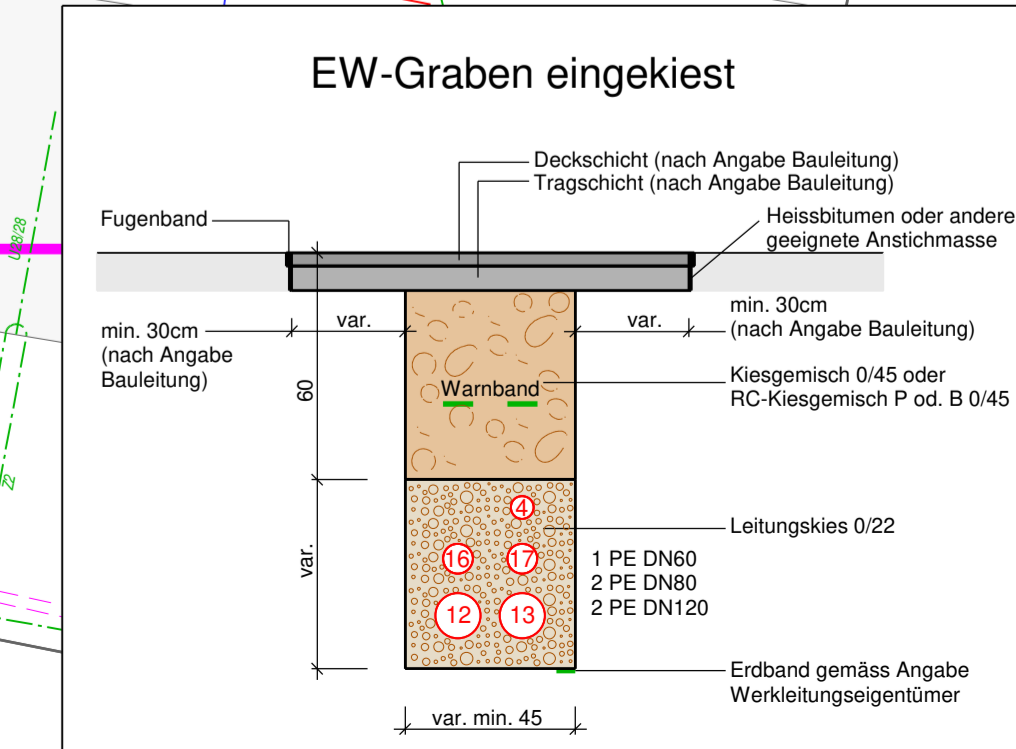 EW-Graben eingekiest
Deckschicht (nach Angabe Bauleitung)
Tragschicht (nach Angabe Bauleitung)
Fugenband
Heissbitumen oder andere
geeignete Anstichmasse
U28/28
min. 30cm
(nach Angabe
Bauleitung)
var.
var.
min. 30cm
(nach Angabe Bauleitung)
60
Warnband
Kiesgemisch 0/45 oder
RC-Kiesgemisch P od. B 0/45
4
Leitungskies 0/22
var.
16
17
12
13
1 PE DN60
2 PE DN80
2 PE DN120
Erdband gemäss Angabe
Werkleitungseigentümer
var. min. 45